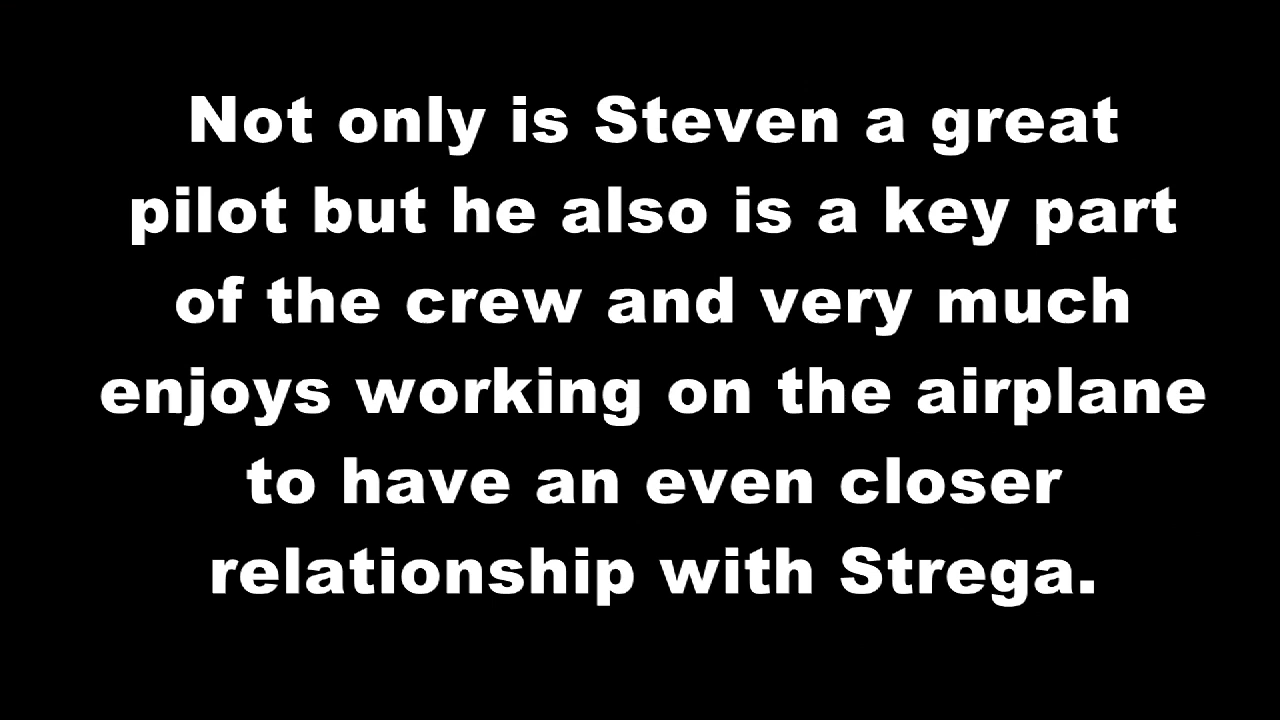 Not only is Steven a great
pilot but he also is a key part
of the crew and very much
enjoys working on the airplane
to have an even closer
relationship with Strega.